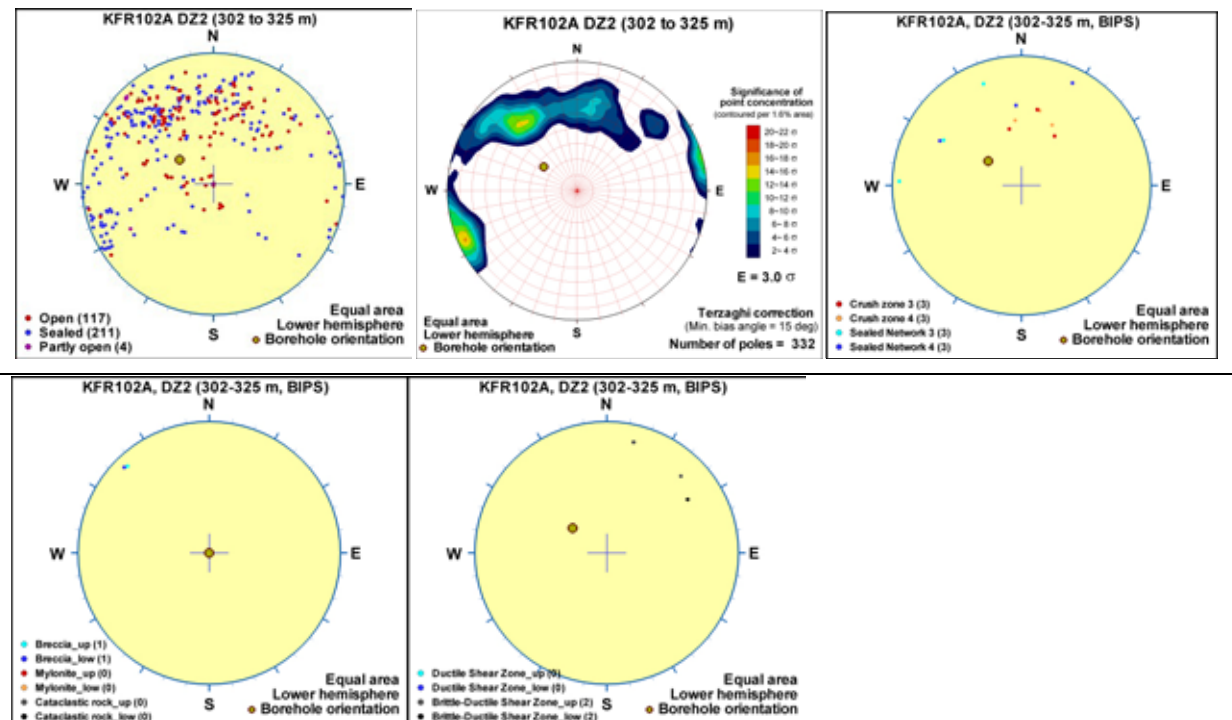 KFR102A DZ2 (302 to 325 m)
N
W
E
S
Open (117)
Sealed (211)
Partly open (4)
Equal area
Lower hemisphere
Borehole orientation
KFR102A DZ2 (302 to 325 m)
N
W
E
S
Significance of
point concentration
(contoured per 1.6% area)
20~22 σ
18~20 σ
16~18 σ
14~16 σ
12~14 σ
10~12 σ
8~10 σ
6~8 σ
4~6 σ
2~4 σ
E = 3.0 σ
Equal area
Lower hemisphere
Borehole orientation
Terzaghi correction
(Min. bias angle = 15 deg)
Number of poles = 332
KFR102A, DZ2 (302-325 m, BIPS)
N
W
E
S
Crush zone 3 (3)
Crush zone 4 (3)
Sealed Network 3 (3)
Sealed Network 4 (3)
Equal area
Lower hemisphere
Borehole orientation
KFR102A, DZ2 (302-325 m, BIPS)
N
W
E
S
Breccia_up (1)
Breccia_low (1)
Mylonite_up (0)
Mylonite_low (0)
Cataclastic rock_up (0)
Cataclastic rock_low (0)
Equal area
Lower hemisphere
Borehole orientation
KFR102A, DZ2 (302-325 m, BIPS)
N
W
E
S
Ductile Shear Zone_up (0)
Ductile Shear Zone_low (0)
Brittle-Ductile Shear Zone_up (2)
Brittle-Ductile Shear Zone_low (2)
Equal area
Lower hemisphere
Borehole orientation